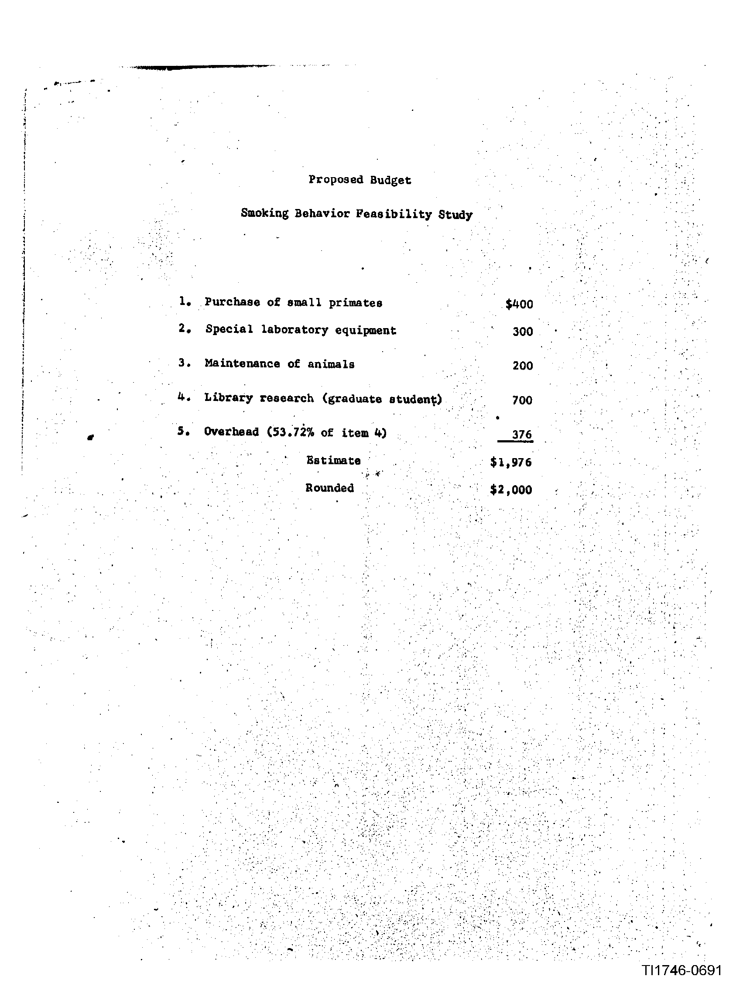 Proposed Budget
Smoking Behavior Feasibility Study
1. Purchase of small primates $400
2. Special laboratory equipment 300
3. Maintenance of animals 200
4. Library research (graduate student) 700
5. Overhead (53.72% of item 4) 376
Estimate $1,976
Rounded $2,000
TI1746-0691